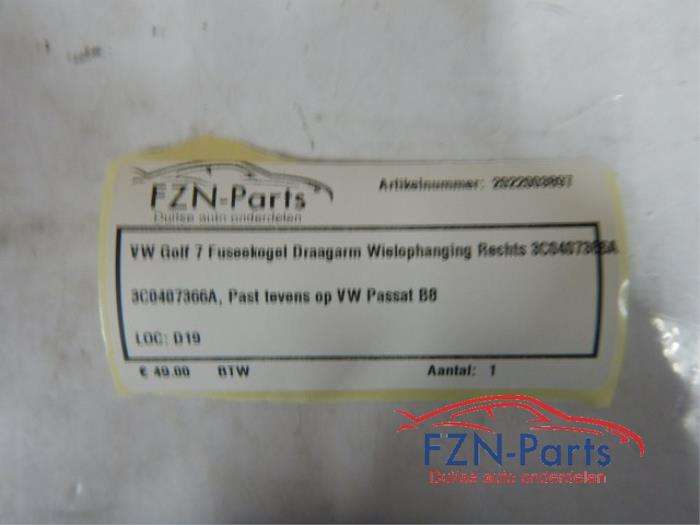 FZN-Parts
Duitse auto onderdelen
Artikelnummer:
VW Golf 7 Fuseekogel Draagarm Wielophanging Rechts 3C0407366A
3C0407366A, Past tevens op VW Passat B8
LOC: D19
€ 49.00 BTW Aantal: 1
FZN-Parts
Duitse auto onderdelen